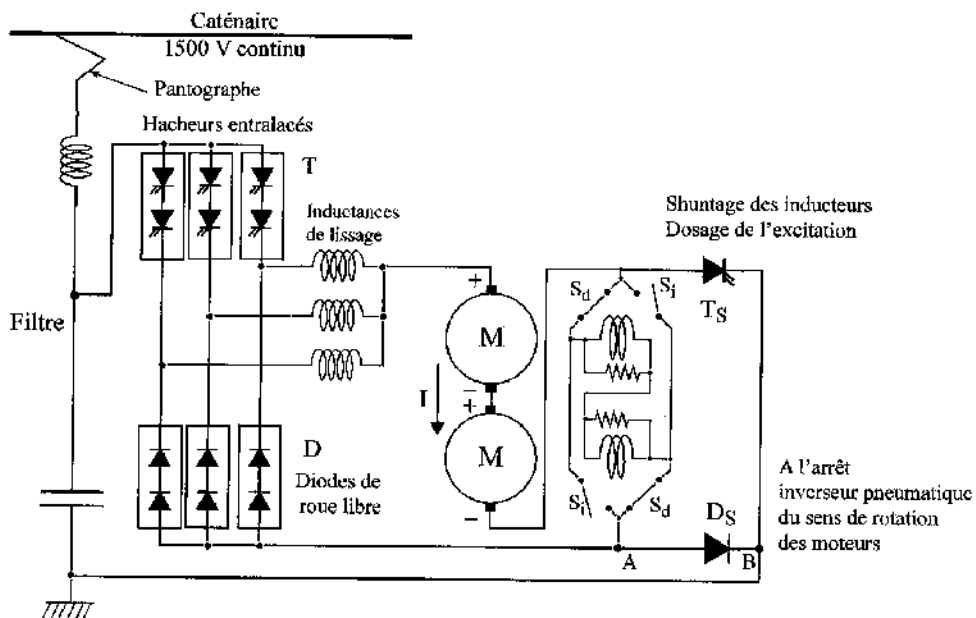 Caténaire
1500 V continu
Pantographe
Hacheurs entralacés
T
Inductances
de lissage
Shuntage des inducteurs
Dosage de l'excitation
S_d
S_i
T_S
+
M
Filtre
I
−
+
M
−
D
Diodes de
roue libre
S_i
S_d
D_S
A
B
A l'arrêt
inverseur pneumatique
du sens de rotation
des moteurs